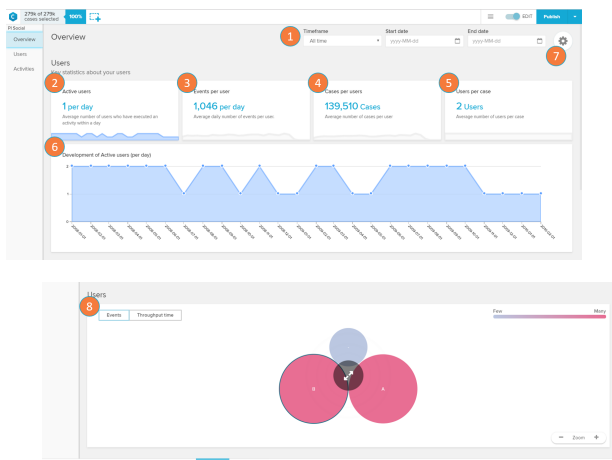 279k of 279k
cases selected
100%
EDIT
Publish
PI Social
Overview
Users
Activities
Overview
1
Timeframe
All time
Start date
yyyy-MM-dd
End date
yyyy-MM-dd
7
Users
Key statistics about your users
2
Active users
1 per day
Average number of users who have executed an
activity within a day
3
Events per user
1,046 per day
Average daily number of events per user
4
Cases per users
139,510 Cases
Average number of cases per user
5
Users per case
2 Users
Average number of users per case
6
Development of Active users (per day)
2
1
0
Users
8
Events
Throughput time
Few
Many
B
A
− Zoom +